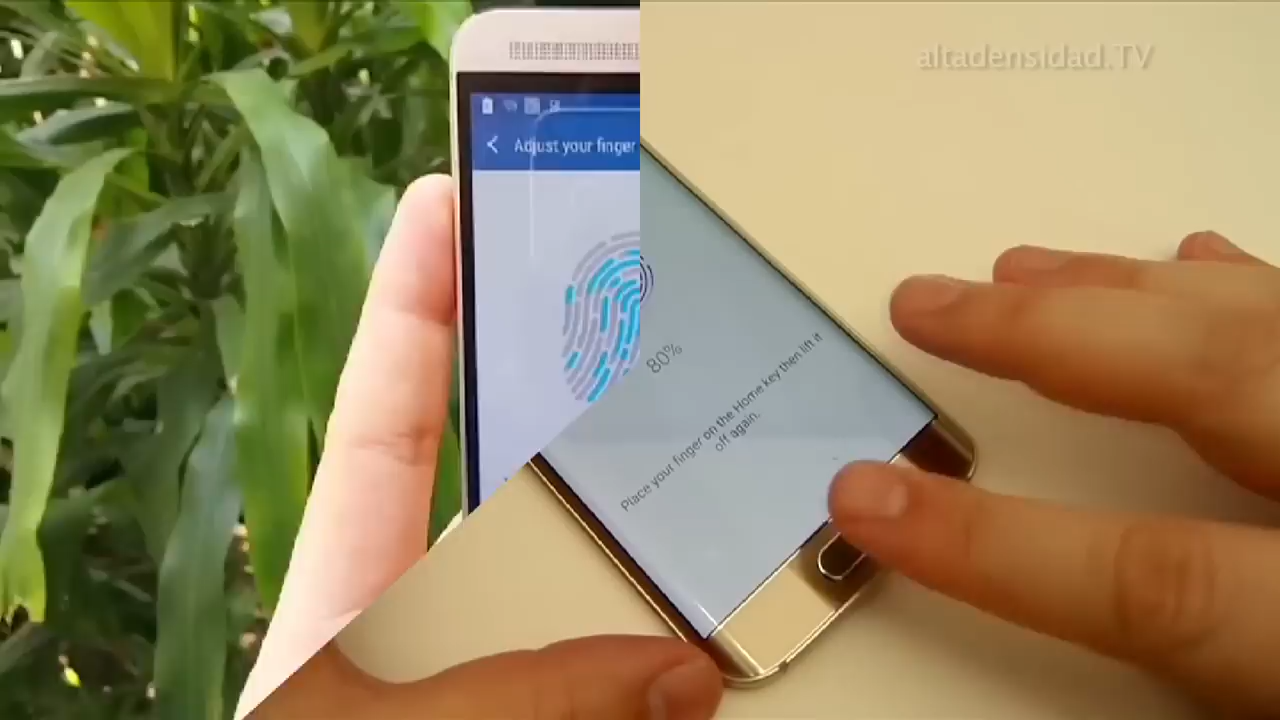 altadensidad.TV
Adjust your finger
80%
Place your finger on the Home key then lift it
off again.